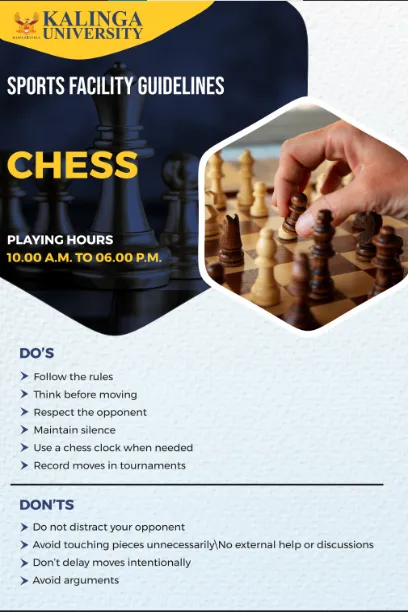 KALINGA
UNIVERSITY
SPORTS FACILITY GUIDELINES
CHESS
PLAYING HOURS
10.00 A.M. TO 06.00 P.M.
DO'S
Follow the rules
Think before moving
Respect the opponent
Maintain silence
Use a chess clock when needed
Record moves in tournaments
DON'TS
Do not distract your opponent
Avoid touching pieces unnecessarily\No external help or discussions
Don't delay moves intentionally
Avoid arguments